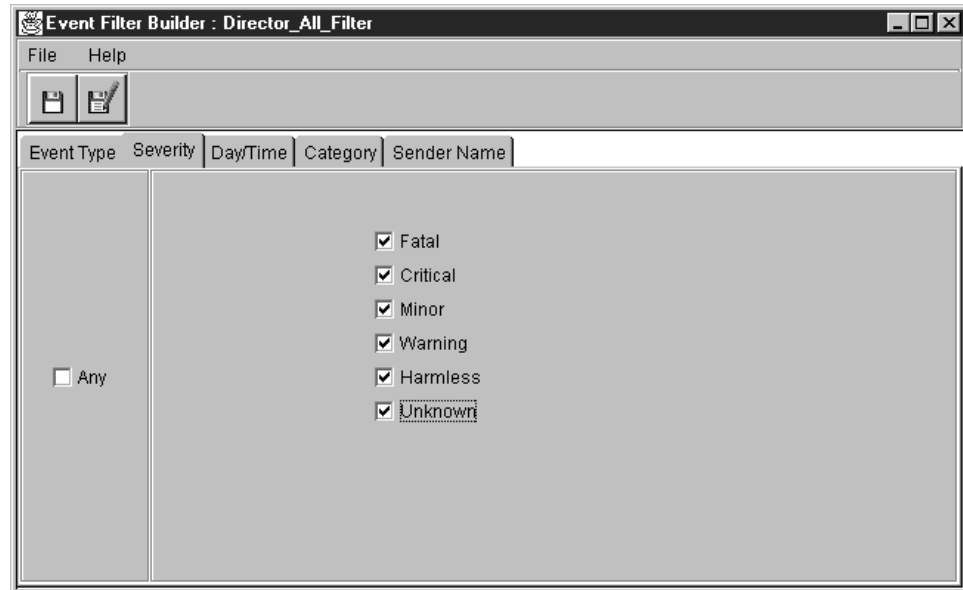 Event Filter Builder : Director_All_Filter
File Help
Event Type Severity Day/Time Category Sender Name
Fatal
Critical
Minor
Warning
Any Harmless
Unknown